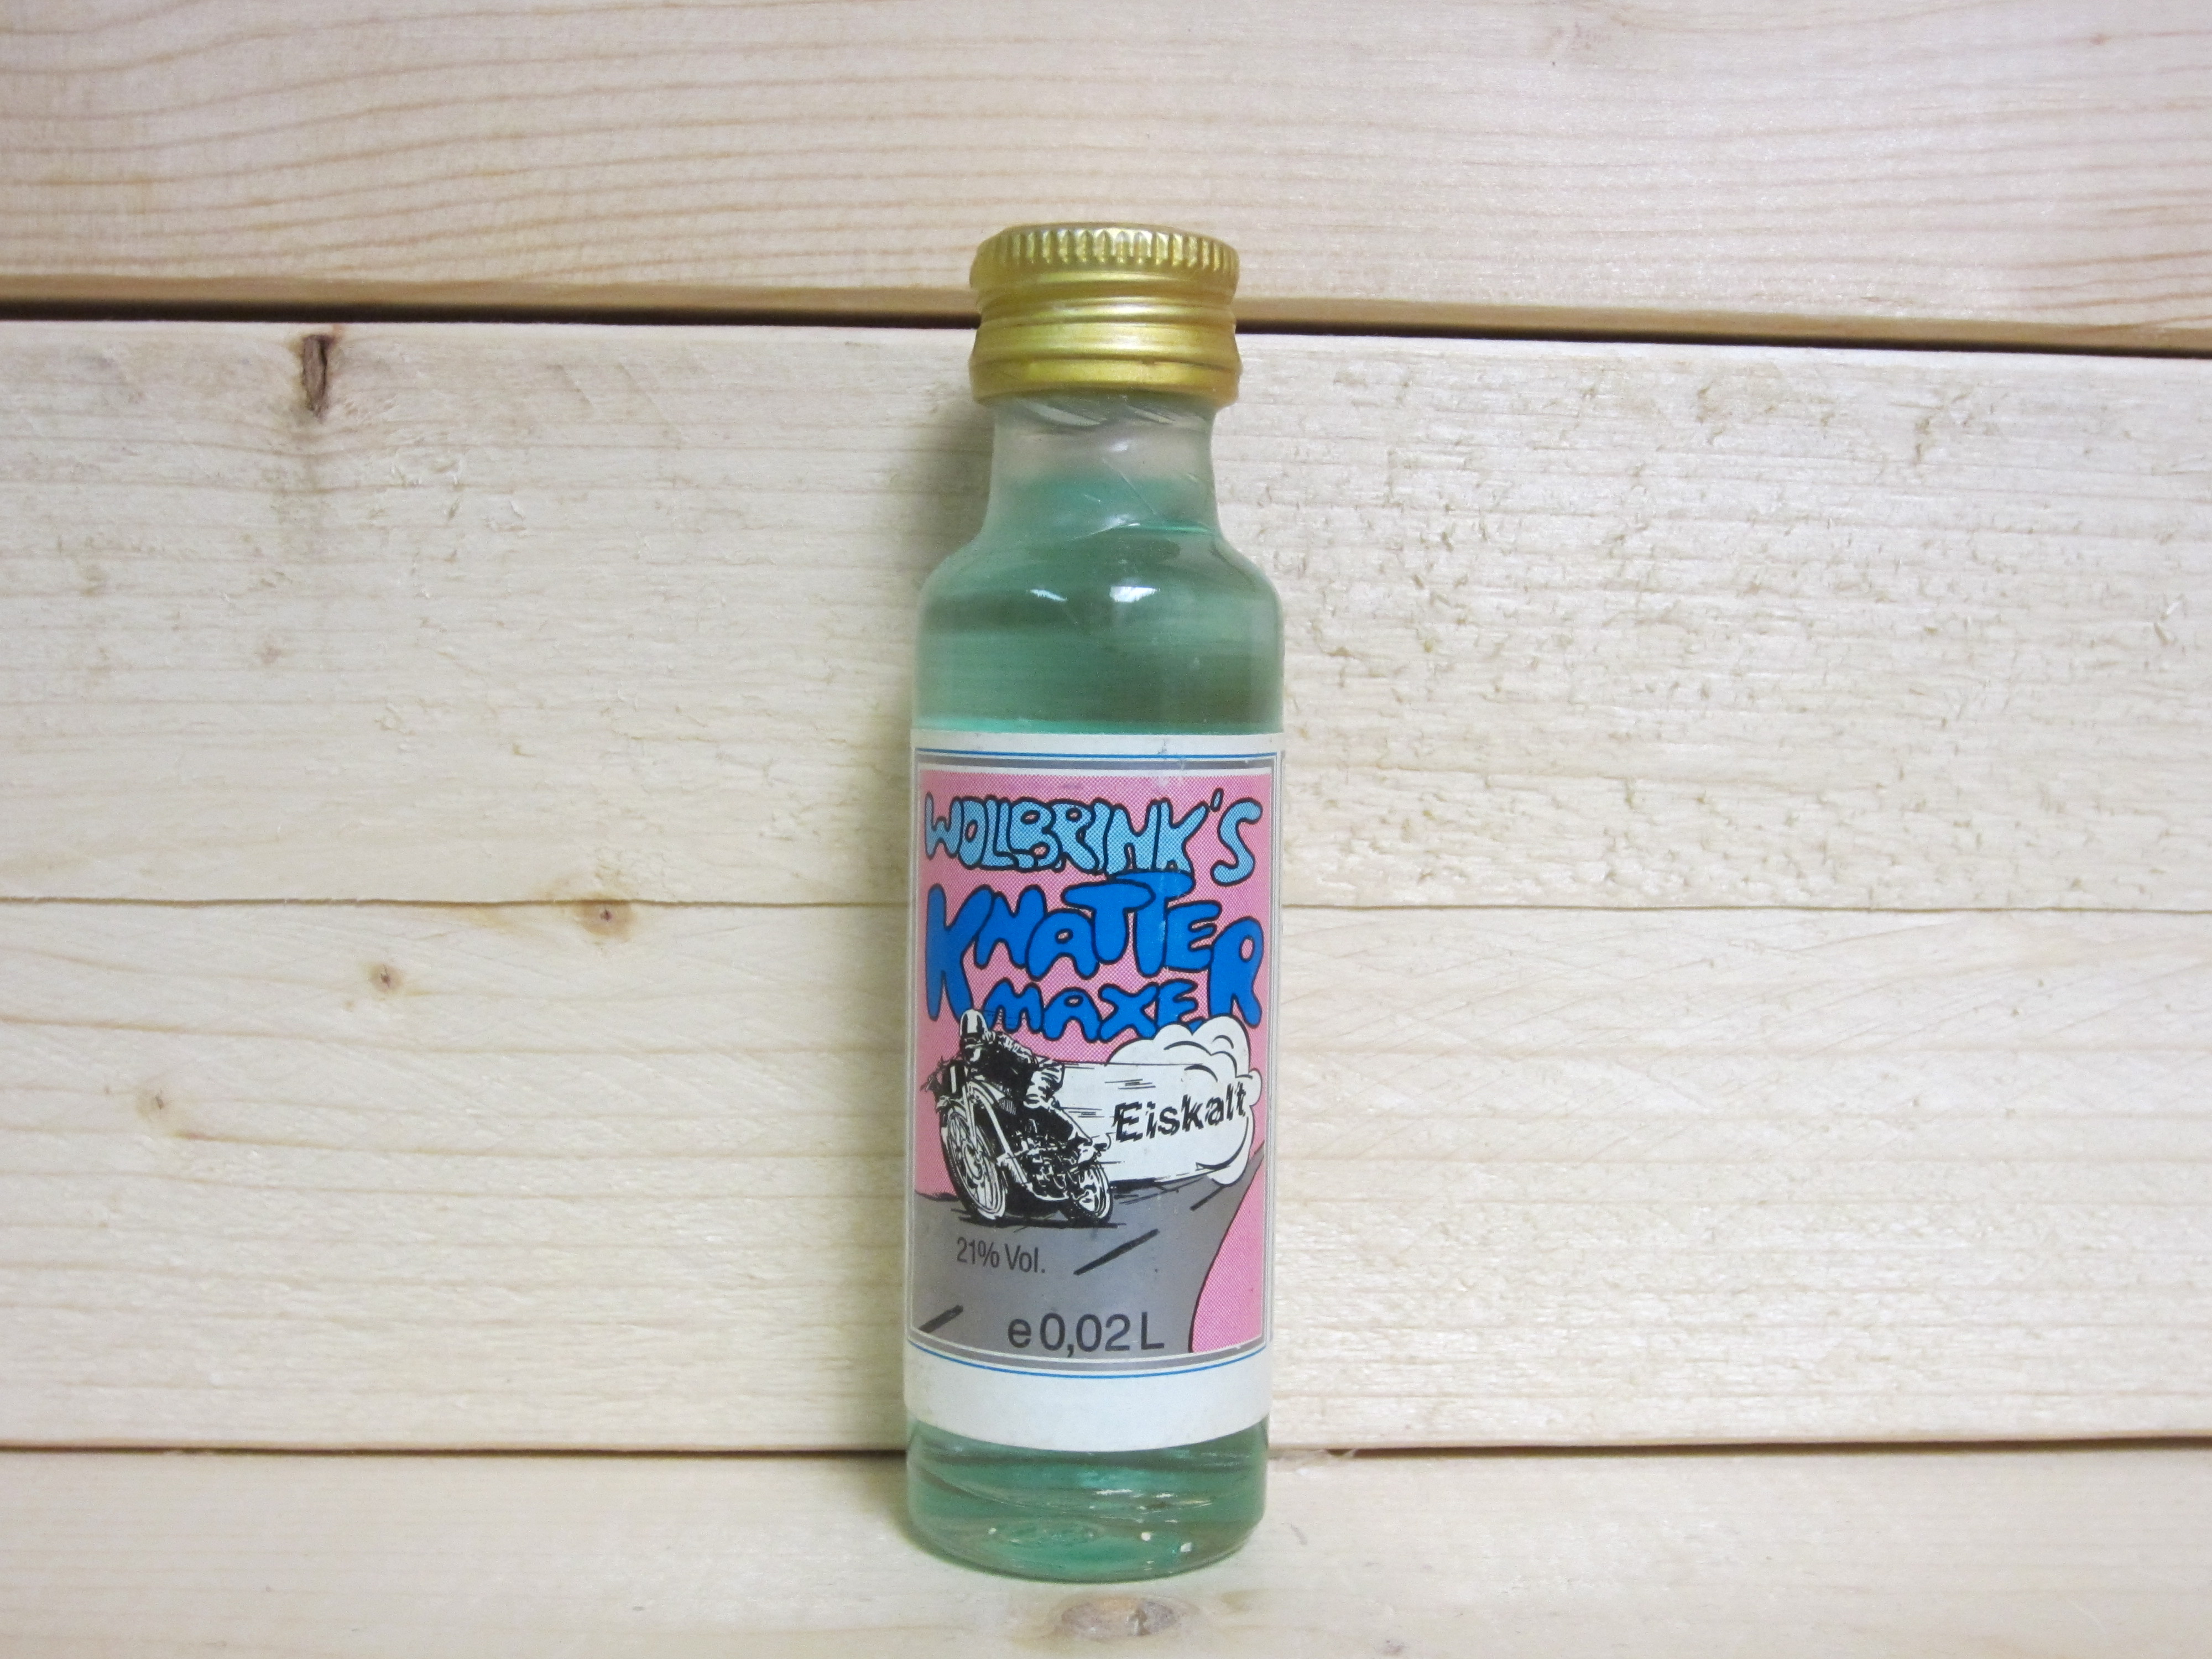 WOLLBRINK'S
KNATTER
MAXE
Eiskalt
21% Vol.
e 0,02 L